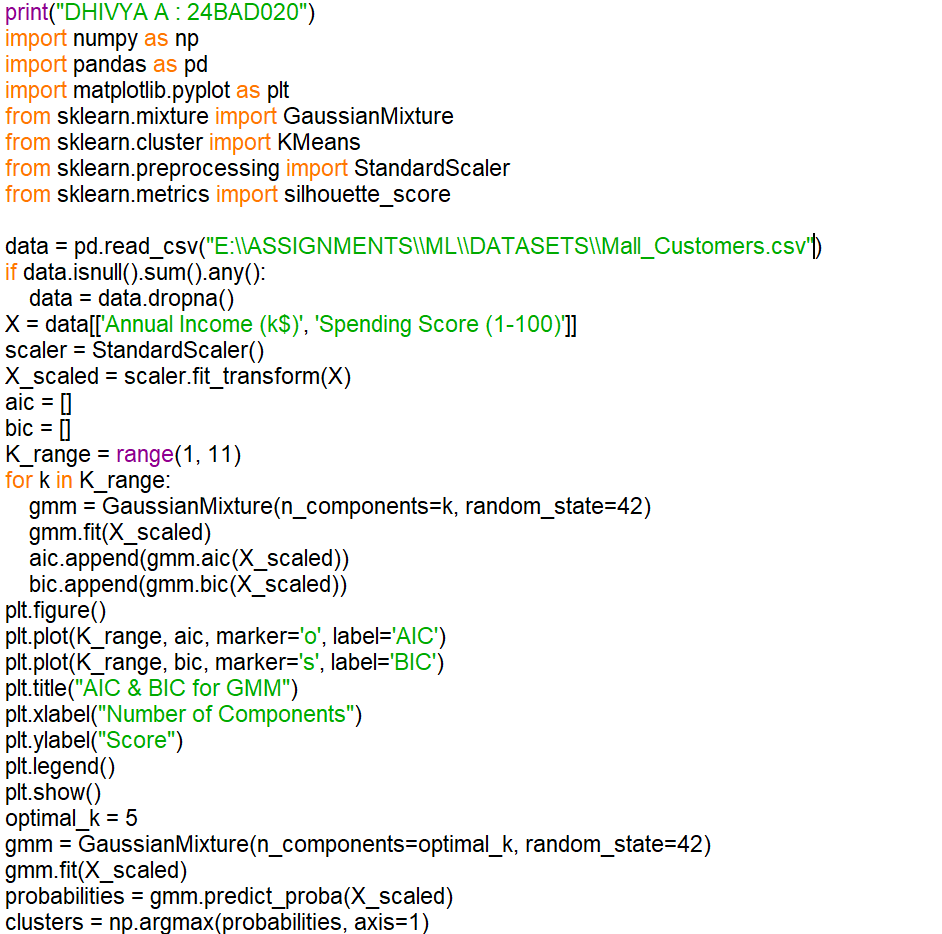 print("DHIVYA A : 24BAD020")
import numpy as np
import pandas as pd
import matplotlib.pyplot as plt
from sklearn.mixture import GaussianMixture
from sklearn.cluster import KMeans
from sklearn.preprocessing import StandardScaler
from sklearn.metrics import silhouette_score

data = pd.read_csv("E:\\ASSIGNMENTS\\ML\\DATASETS\\Mall_Customers.csv")
if data.isnull().sum().any():
    data = data.dropna()
X = data[['Annual Income (k$)', 'Spending Score (1-100)']]
scaler = StandardScaler()
X_scaled = scaler.fit_transform(X)
aic = []
bic = []
K_range = range(1, 11)
for k in K_range:
    gmm = GaussianMixture(n_components=k, random_state=42)
    gmm.fit(X_scaled)
    aic.append(gmm.aic(X_scaled))
    bic.append(gmm.bic(X_scaled))
plt.figure()
plt.plot(K_range, aic, marker='o', label='AIC')
plt.plot(K_range, bic, marker='s', label='BIC')
plt.title("AIC & BIC for GMM")
plt.xlabel("Number of Components")
plt.ylabel("Score")
plt.legend()
plt.show()
optimal_k = 5
gmm = GaussianMixture(n_components=optimal_k, random_state=42)
gmm.fit(X_scaled)
probabilities = gmm.predict_proba(X_scaled)
clusters = np.argmax(probabilities, axis=1)